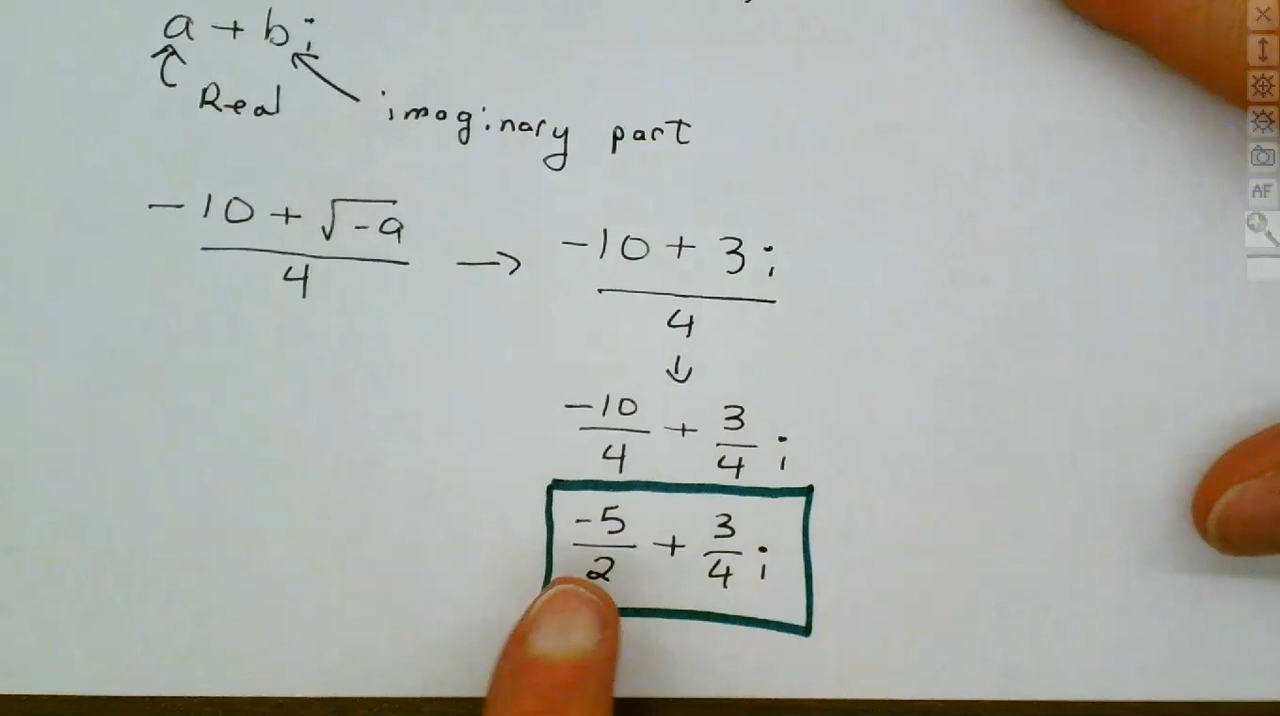 a + bi
Real
imaginary part
-10 + √-9
4
→
-10 + 3i
4
↓
-10/4 + 3/4 i
-5/2 + 3/4 i
AF